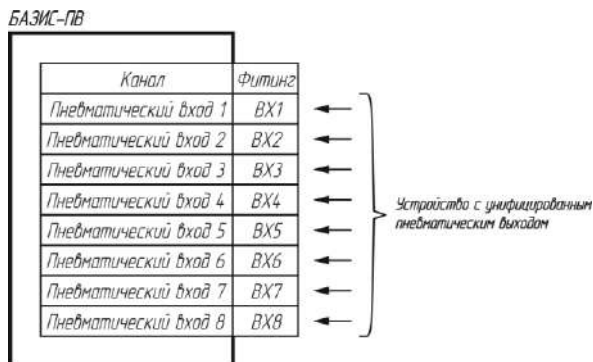 БАЗИС-ПВ
Канал Фитинг
Пневматический вход 1 ВХ1
Пневматический вход 2 ВХ2
Пневматический вход 3 ВХ3
Пневматический вход 4 ВХ4
Пневматический вход 5 ВХ5
Пневматический вход 6 ВХ6
Пневматический вход 7 ВХ7
Пневматический вход 8 ВХ8
Устройство с унифицированным
пневматическим выходом